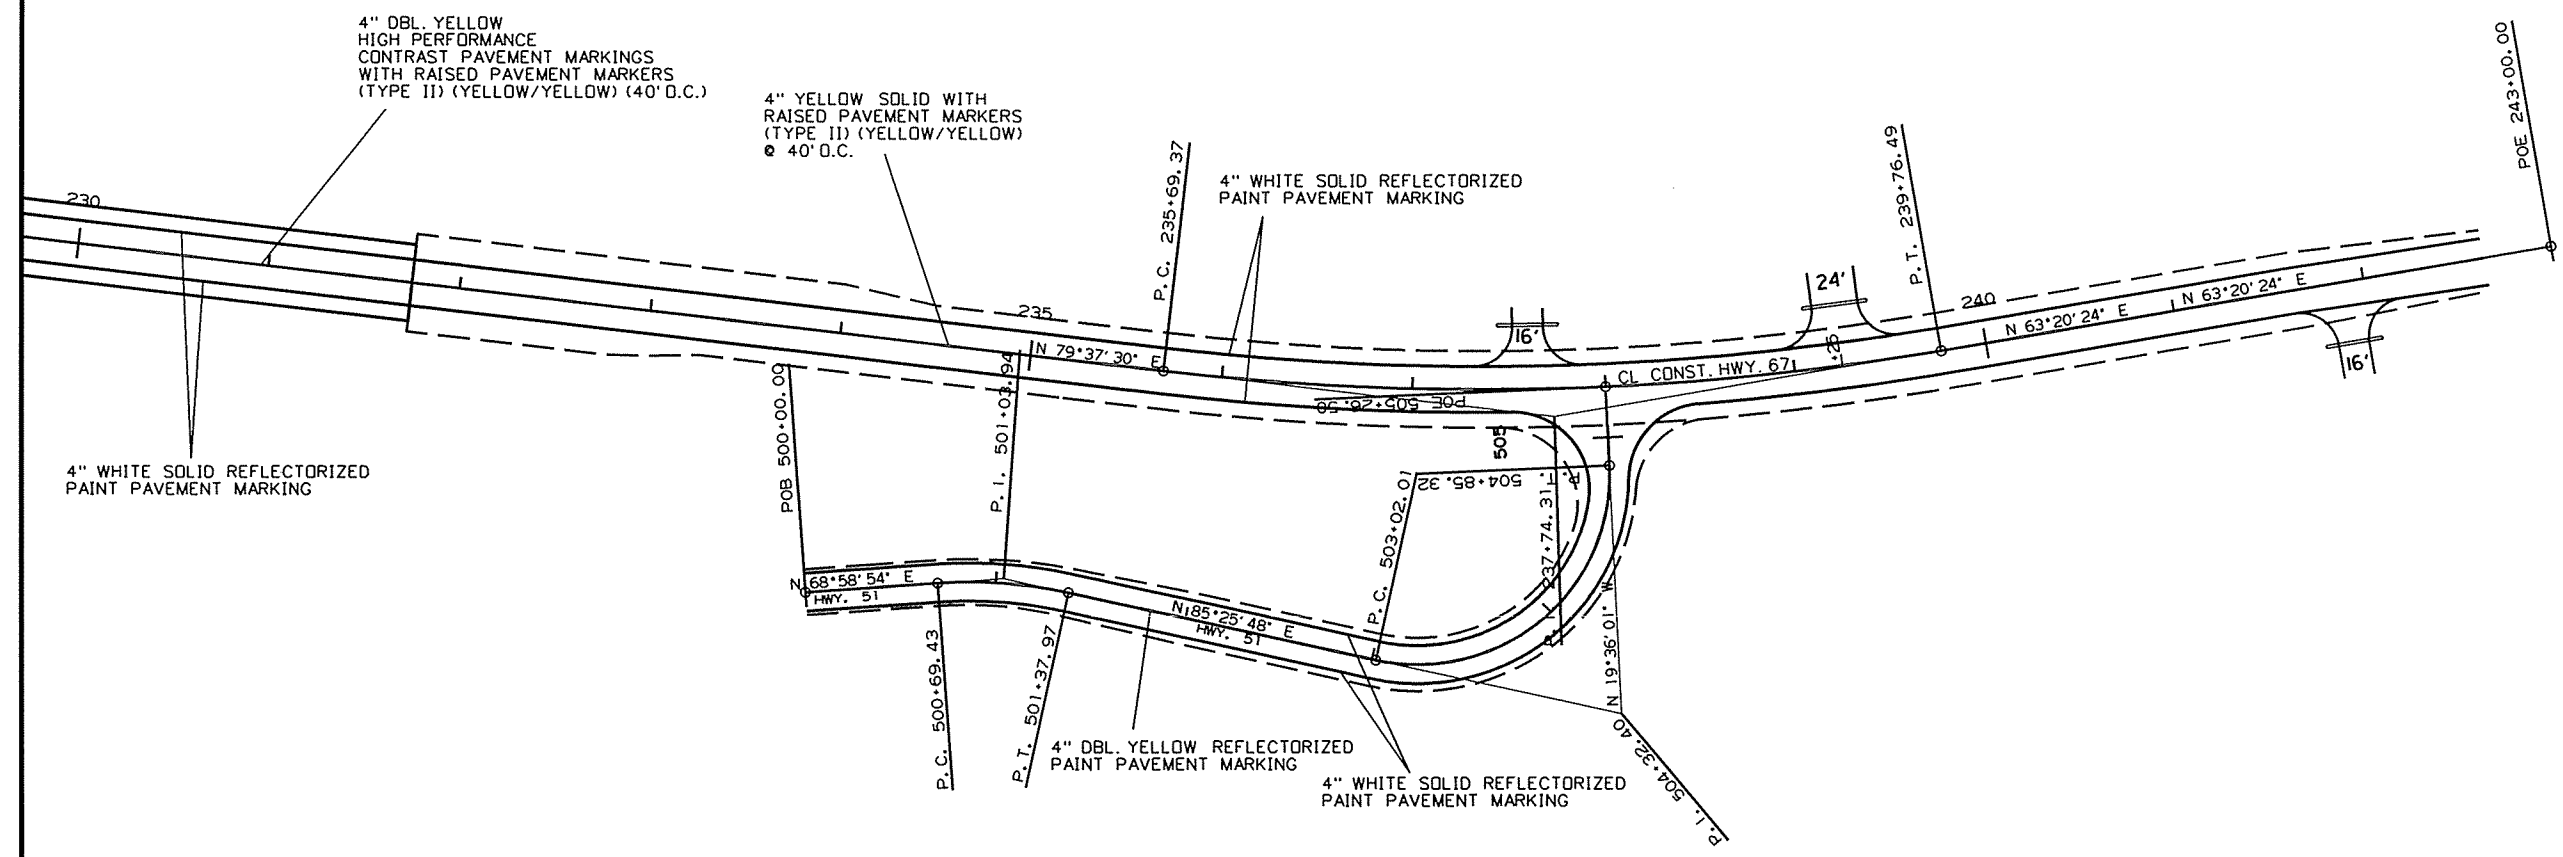 4" DBL. YELLOW
HIGH PERFORMANCE
CONTRAST PAVEMENT MARKINGS
WITH RAISED PAVEMENT MARKERS
(TYPE II) (YELLOW/YELLOW) (40' O.C.)
4" YELLOW SOLID WITH
RAISED PAVEMENT MARKERS
(TYPE II) (YELLOW/YELLOW)
@ 40' O.C.
4" WHITE SOLID REFLECTORIZED
PAINT PAVEMENT MARKING
P.C. 235+69.37
P.T. 239+76.49
POE 243+00.00
230
235
240
16'
24'
16'
N 79°37'30" E
CL CONST. HWY. 67
+25
N 63°20'24" E
N 63°20'24" E
POE 505+26.50
505
P.T.
504+85.32
P.I. 237+74.31
4" WHITE SOLID REFLECTORIZED
PAINT PAVEMENT MARKING
POB 500+00.00
P.I. 501+03.94
P.C. 503+02.01
N 68°58'54" E
HWY. 51
N 85°25'48" E
HWY. 51
N 19°36'01" W
P.C. 500+69.43
P.T. 501+37.97
P.I. 504+32.40
4" DBL. YELLOW REFLECTORIZED
PAINT PAVEMENT MARKING
4" WHITE SOLID REFLECTORIZED
PAINT PAVEMENT MARKING